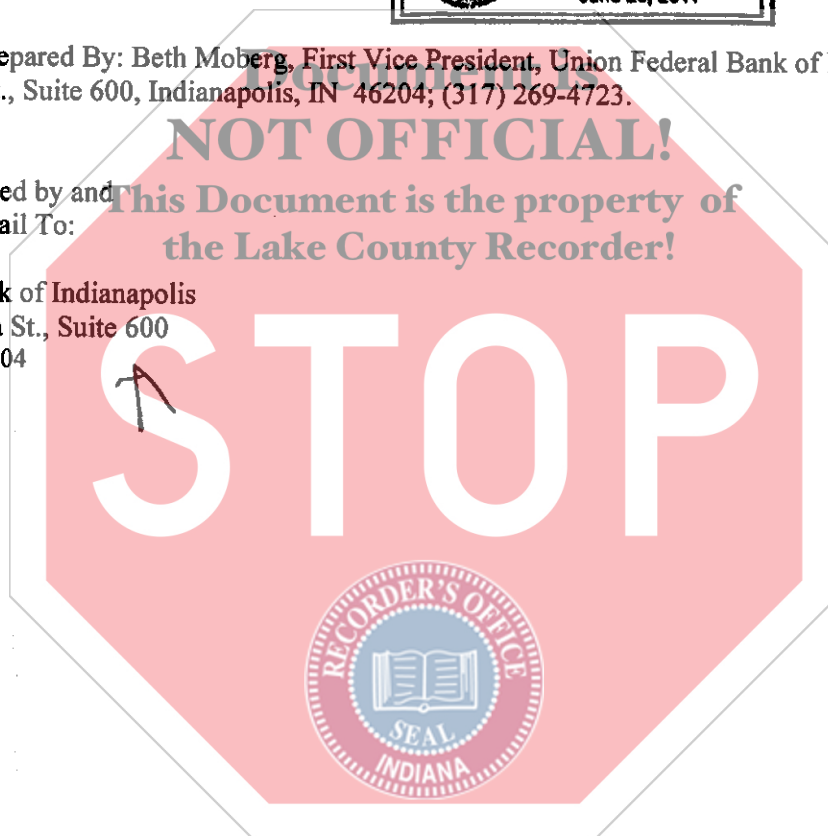 epared By: Beth Moberg, First Vice President, Union Federal Bank of
., Suite 600, Indianapolis, IN 46204; (317) 269-4723.
Document is
NOT OFFICIAL!
This Document is the property of
the Lake County Recorder!
ed by and
ail To:
k of Indianapolis
St., Suite 600
04
STOP
RECORDER'S OFFICE
SEAL
INDIANA